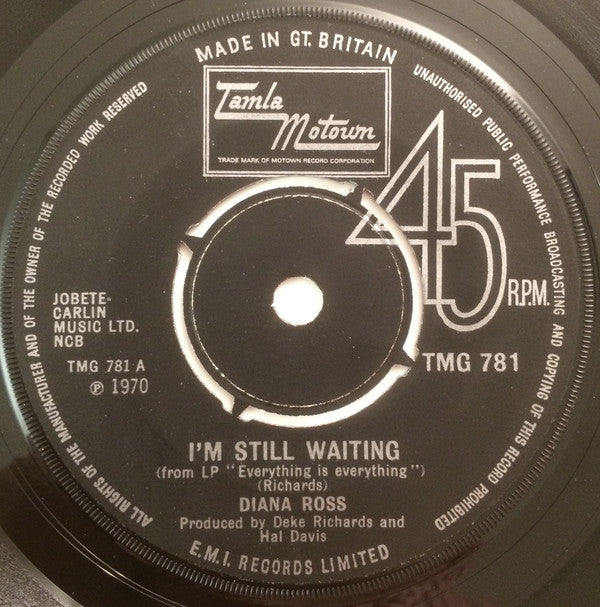 MADE IN GT. BRITAIN
UNAUTHORISED PUBLIC PERFORMANCE BROADCASTING AND COPYING OF THIS RECORD PROHIBITED
ALL RIGHTS OF THE MANUFACTURER AND OF THE OWNER OF THE RECORDED WORK RESERVED
Tamla
Motown
TRADE MARK OF MOTOWN RECORD CORPORATION
45
R.P.M.
JOBETE-
CARLIN
MUSIC LTD.
NCB
TMG 781 A
℗ 1970
TMG 781
I'M STILL WAITING
(from LP "Everything is everything")
(Richards)
DIANA ROSS
Produced by Deke Richards and
Hal Davis
E.M.I. RECORDS LIMITED